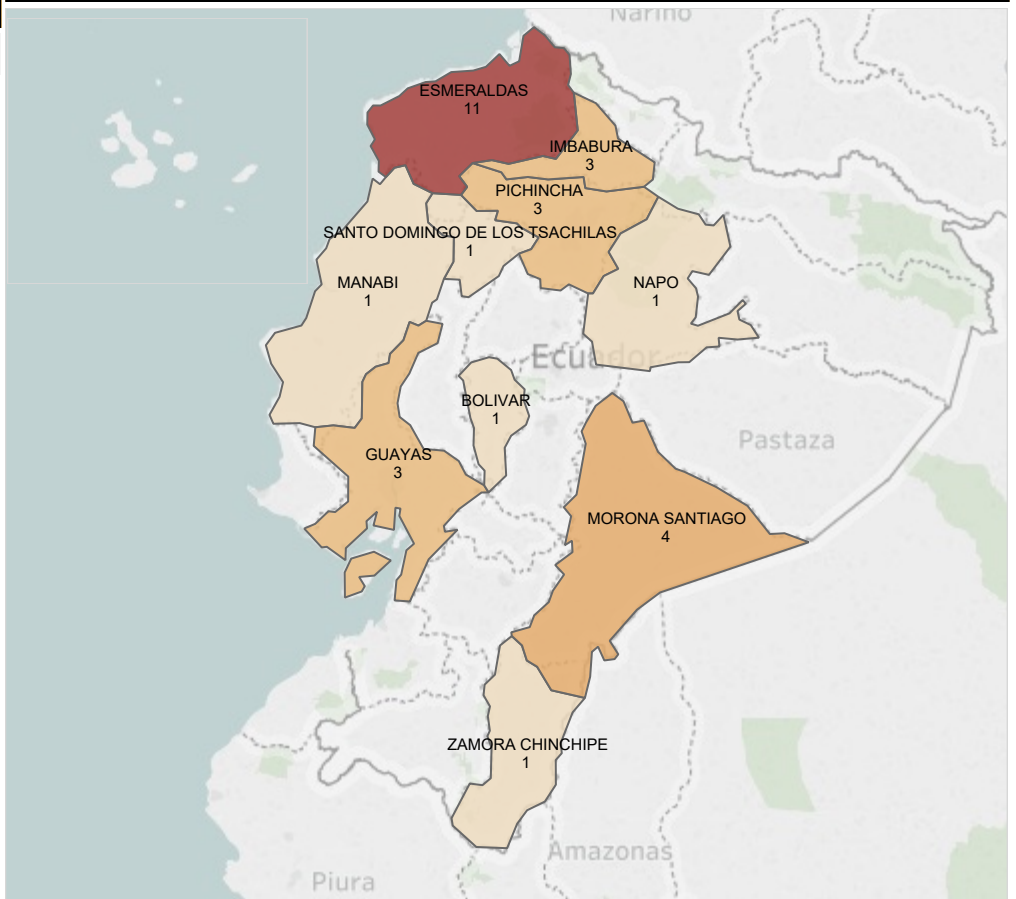 Nariño
ESMERALDAS
11
IMBABURA
3
PICHINCHA
3
SANTO DOMINGO DE LOS TSACHILAS
1
MANABI
1
NAPO
1
Ecuador
BOLIVAR
1
Pastaza
GUAYAS
3
MORONA SANTIAGO
4
ZAMORA CHINCHIPE
1
Amazonas
Piura